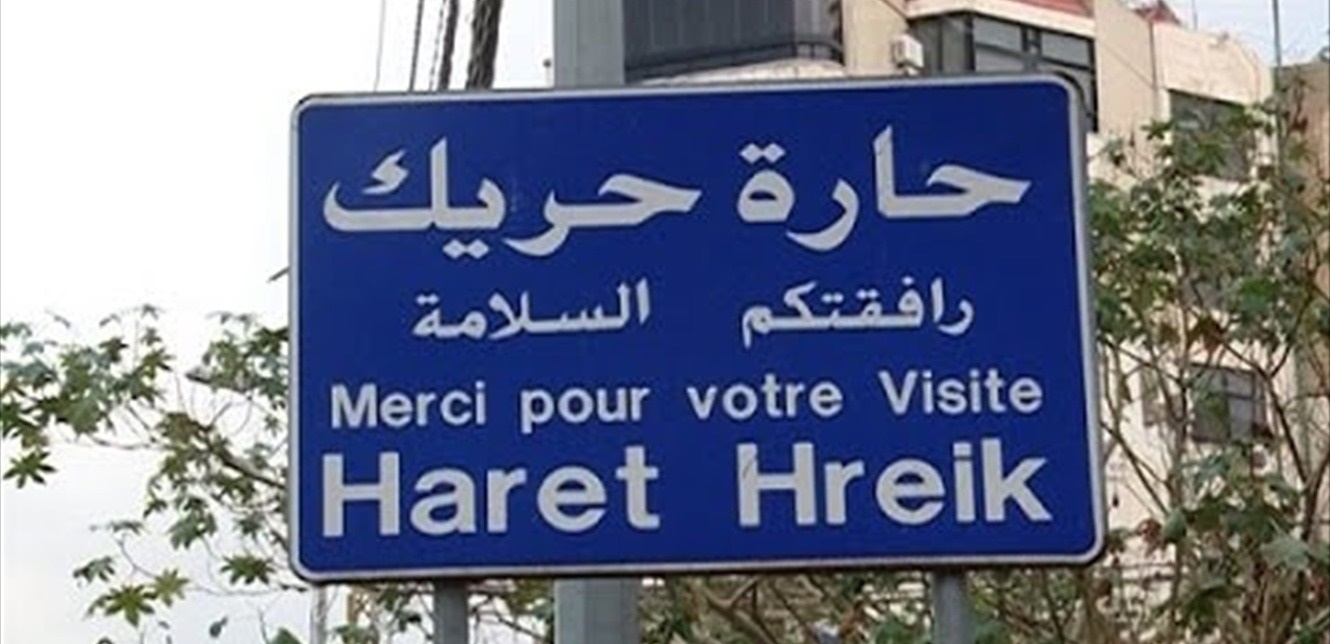 حارة حريك
رافقتكم السلامة
Merci pour votre Visite
Haret Hreik